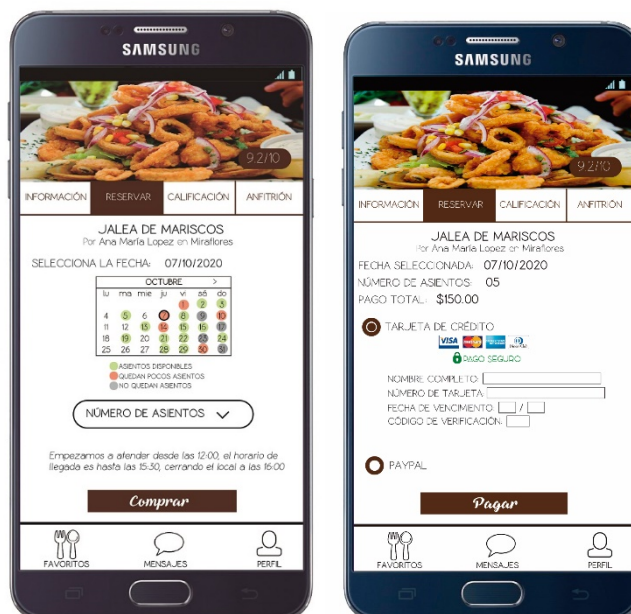 SAMSUNG
9.2/10
INFORMACIÓN RESERVAR CALIFICACIÓN ANFITRIÓN
JALEA DE MARISCOS
Por Ana María Lopez en Miraflores
SELECCIONA LA FECHA: 07/10/2020
OCTUBRE >
lu ma mie ju vi sá do
1 2 3
4 5 6 7 8 9 10
11 12 13 14 15 16 17
18 19 20 21 22 23 24
25 26 27 28 29 30 31
ASIENTOS DISPONIBLES
QUEDAN POCOS ASIENTOS
NO QUEDAN ASIENTOS
NÚMERO DE ASIENTOS
Empezamos a atender desde las 12:00, el horario de
llegada es hasta las 15:30, cerrando el local a las 16:00
Comprar
FAVORITOS MENSAJES PERFIL
SAMSUNG
9.2/10
INFORMACIÓN RESERVAR CALIFICACIÓN ANFITRIÓN
JALEA DE MARISCOS
Por Ana María Lopez en Miraflores
FECHA SELECCIONADA: 07/10/2020
NÚMERO DE ASIENTOS: 05
PAGO TOTAL: $150.00
TARJETA DE CRÉDITO
VISA
PAGO SEGURO
NOMBRE COMPLETO:
NÚMERO DE TARJETA:
FECHA DE VENCIMIENTO: /
CÓDIGO DE VERIFICACIÓN:
PAYPAL
Pagar
FAVORITOS MENSAJES PERFIL